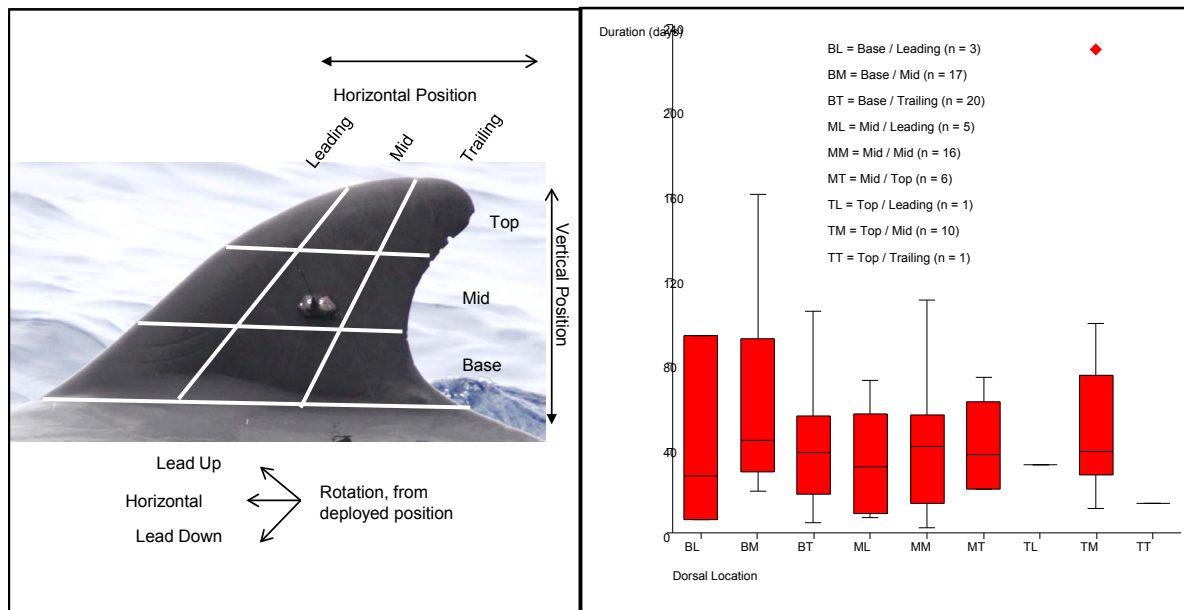 Horizontal Position
Leading
Mid
Trailing
Top
Mid
Base
Vertical Position
Lead Up
Horizontal
Lead Down
Rotation, from
deployed position
Duration (days)
240
200
160
120
80
40
0
BL = Base / Leading (n = 3)
BM = Base / Mid (n = 17)
BT = Base / Trailing (n = 20)
ML = Mid / Leading (n = 5)
MM = Mid / Mid (n = 16)
MT = Mid / Top (n = 6)
TL = Top / Leading (n = 1)
TM = Top / Mid (n = 10)
TT = Top / Trailing (n = 1)
BL BM BT ML MM MT TL TM TT
Dorsal Location